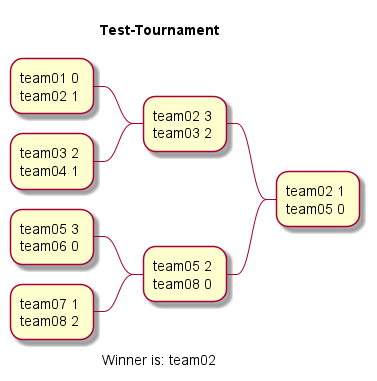 Test-Tournament
team01 0
team02 1
team03 2
team04 1
team05 3
team06 0
team07 1
team08 2
team02 3
team03 2
team05 2
team08 0
team02 1
team05 0
Winner is: team02